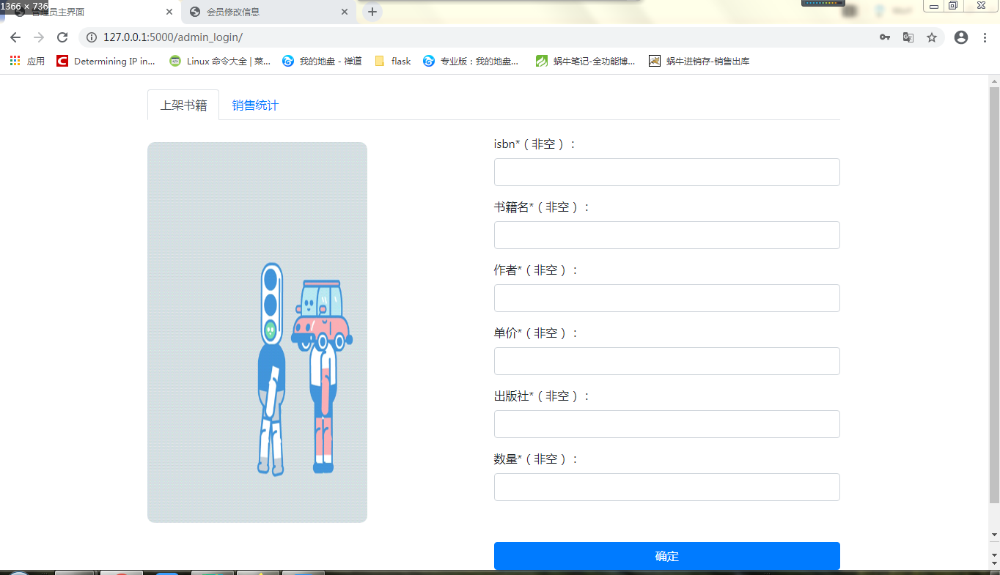 1366 × 736
管理员主界面
会员修改信息
127.0.0.1:5000/admin_login/
应用
Determining IP in...
Linux 命令大全 | 菜...
我的地盘 - 禅道
flask
专业版：我的地盘...
蜗牛笔记-全功能博...
蜗牛进销存-销售出库
上架书籍
销售统计
isbn*（非空）：
书籍名*（非空）：
作者*（非空）：
单价*（非空）：
出版社*（非空）：
数量*（非空）：
确定